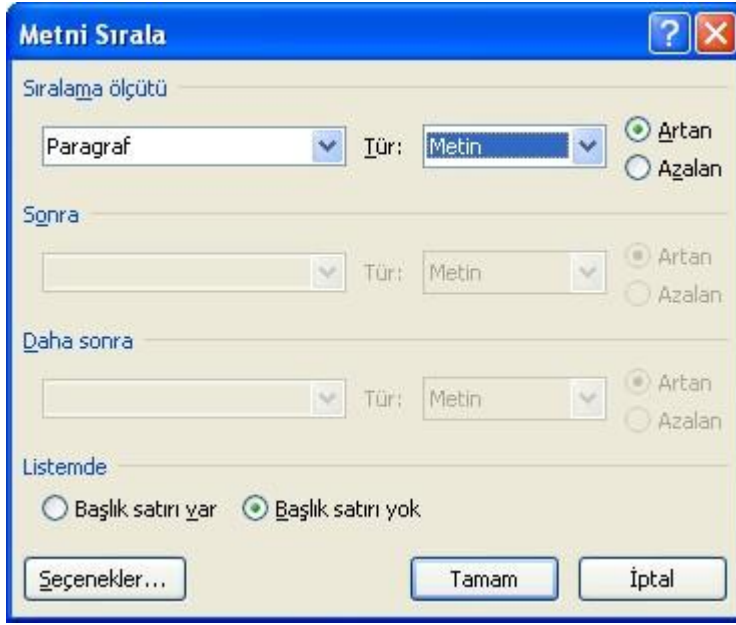 Metni Sırala
Sıralama ölçütü
Paragraf Tür: Metin Artan
Azalan
Sonra
Tür: Metin Artan
Azalan
Daha sonra
Tür: Metin Artan
Azalan
Listemde
Başlık satırı var Başlık satırı yok
Seçenekler... Tamam İptal